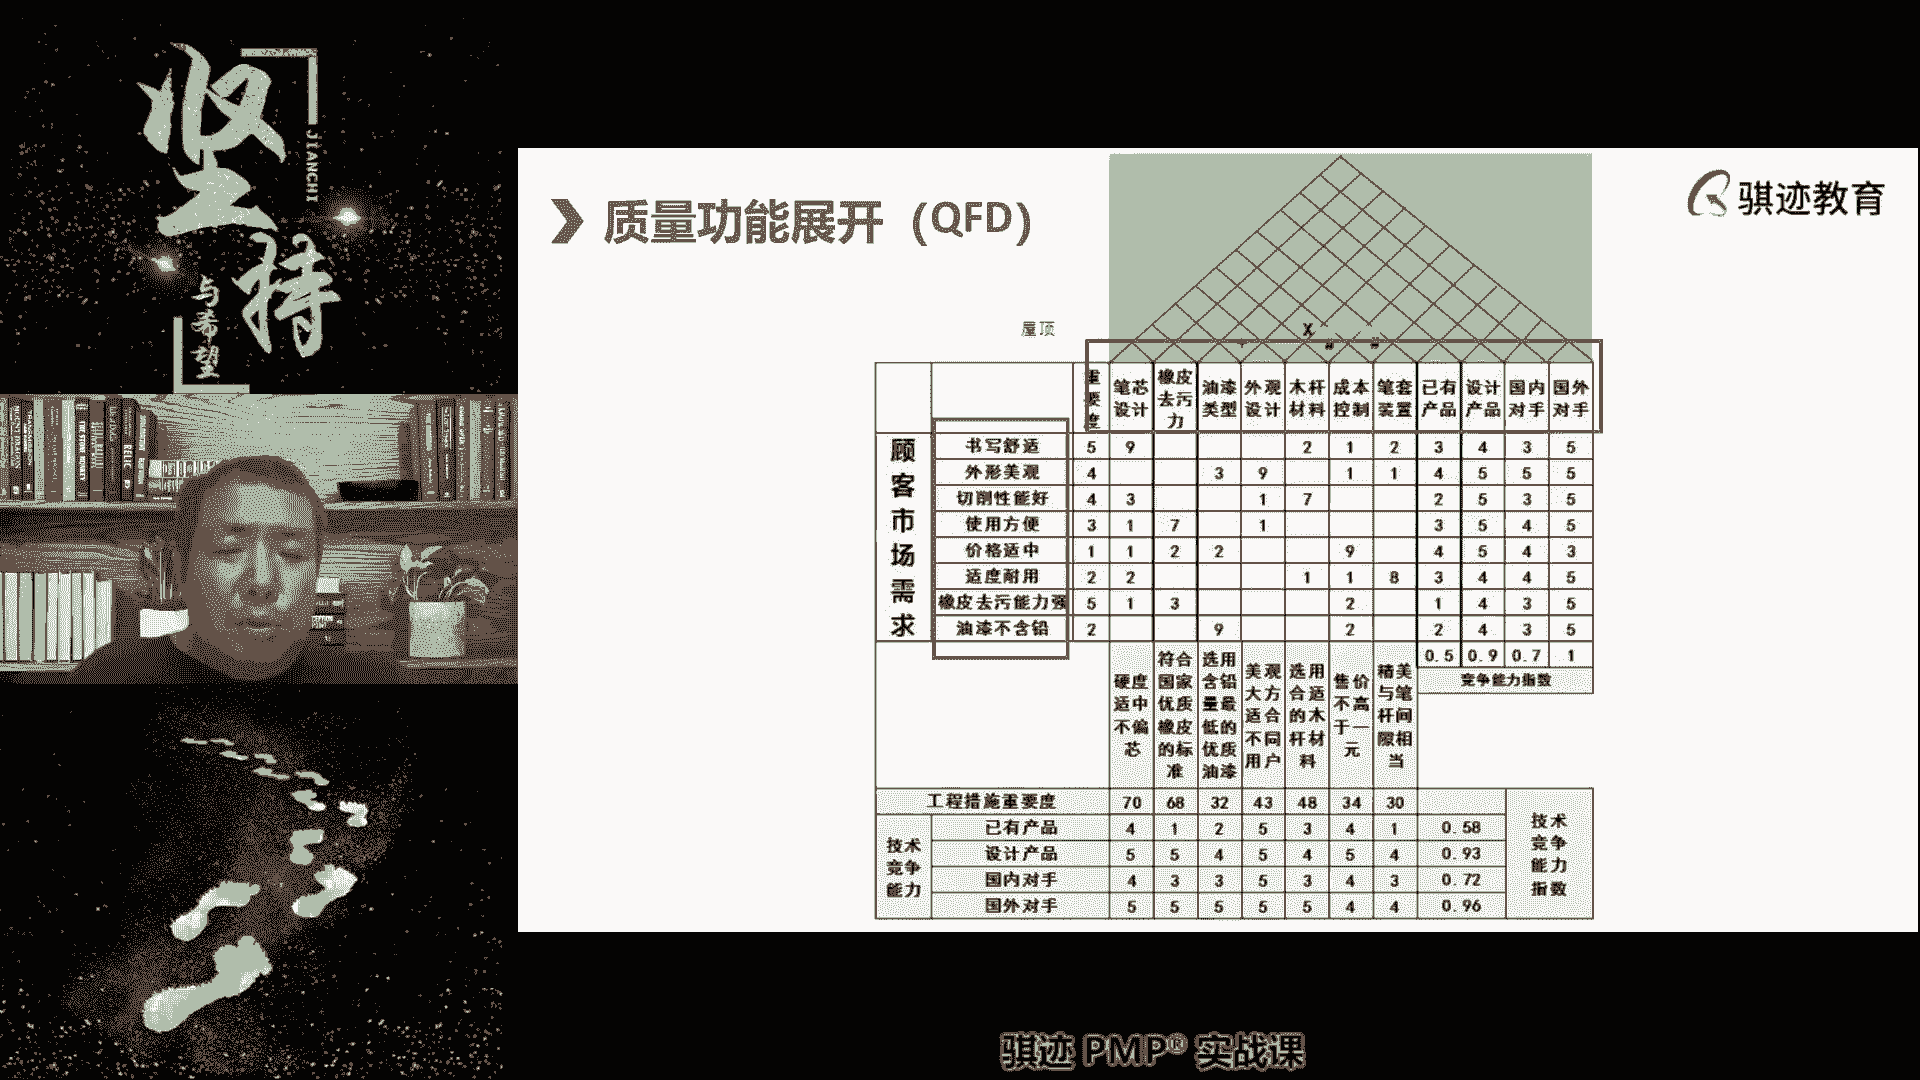 坚持
JIANCHI
与希望
质量功能展开（QFD）
骐迹教育
屋顶
重要度 笔芯设计 橡皮去污力 油漆类型 外观设计 木杆材料 成本控制 笔套装置 已有产品 设计产品 国内对手 国外对手
顾客市场需求
书写舒适 5 9 2 1 2 3 4 3 5
外形美观 4 3 9 1 1 4 5 5 5
切削性能好 4 3 1 7 2 5 3 5
使用方便 3 1 7 1 3 5 4 5
价格适中 1 1 2 2 9 4 5 4 3
适度耐用 2 2 1 1 8 3 4 4 5
橡皮去污能力强 5 1 3 2 1 4 3 5
油漆不含铅 2 9 2 2 4 3 5
0.5 0.9 0.7 1
竞争能力指数
硬度适中不偏芯 符合国家优质橡皮的标准 选用含铅量最低的优质油漆 美观大方适合不同用户 选用合适的木杆材料 售价不高于一元 精美与笔杆间隙相当
工程措施重要度 70 68 32 43 48 34 30
技术竞争能力
已有产品 4 1 2 5 3 4 1 0.58
设计产品 5 5 4 5 4 5 4 0.93
国内对手 4 3 3 5 3 4 3 0.72
国外对手 5 5 5 5 5 4 4 0.96
技术竞争能力指数
骐迹 PMP® 实战课